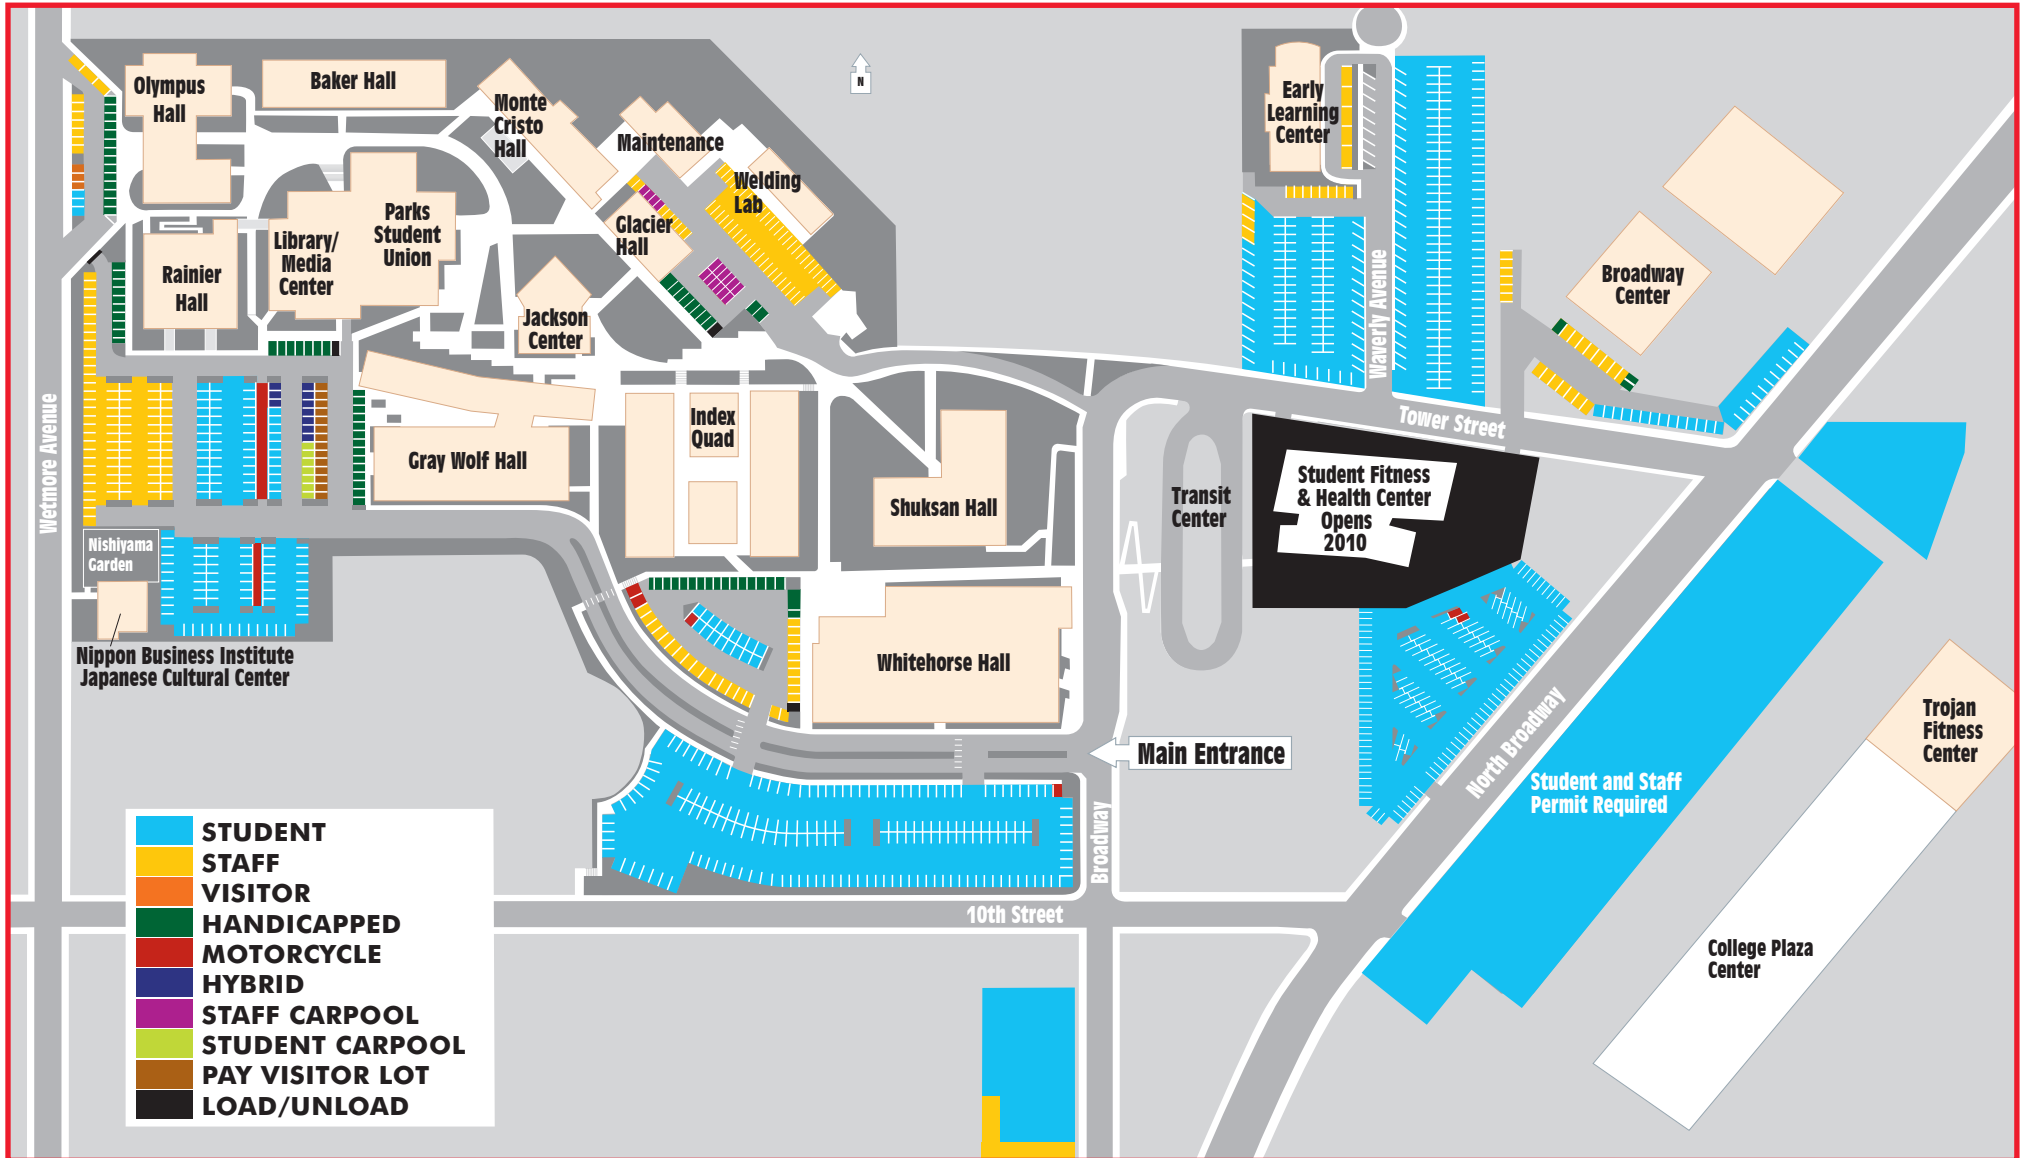 Olympus
Hall
Baker Hall
Monte
Cristo
Hall
Maintenance
Welding
Lab
Glacier
Hall
N
Early
Learning
Center
Waverly Avenue
Broadway
Center
Tower Street
Rainier
Hall
Library/
Media
Center
Parks
Student
Union
Jackson
Center
Wetmore Avenue
Gray Wolf Hall
Index
Quad
Shuksan Hall
Transit
Center
Student Fitness
& Health Center
Opens
2010
Nishiyama
Garden
Nippon Business Institute
Japanese Cultural Center
Whitehorse Hall
Main Entrance
Broadway
North Broadway
Student and Staff
Permit Required
Trojan
Fitness
Center
College Plaza
Center
10th Street
STUDENT
STAFF
VISITOR
HANDICAPPED
MOTORCYCLE
HYBRID
STAFF CARPOOL
STUDENT CARPOOL
PAY VISITOR LOT
LOAD/UNLOAD